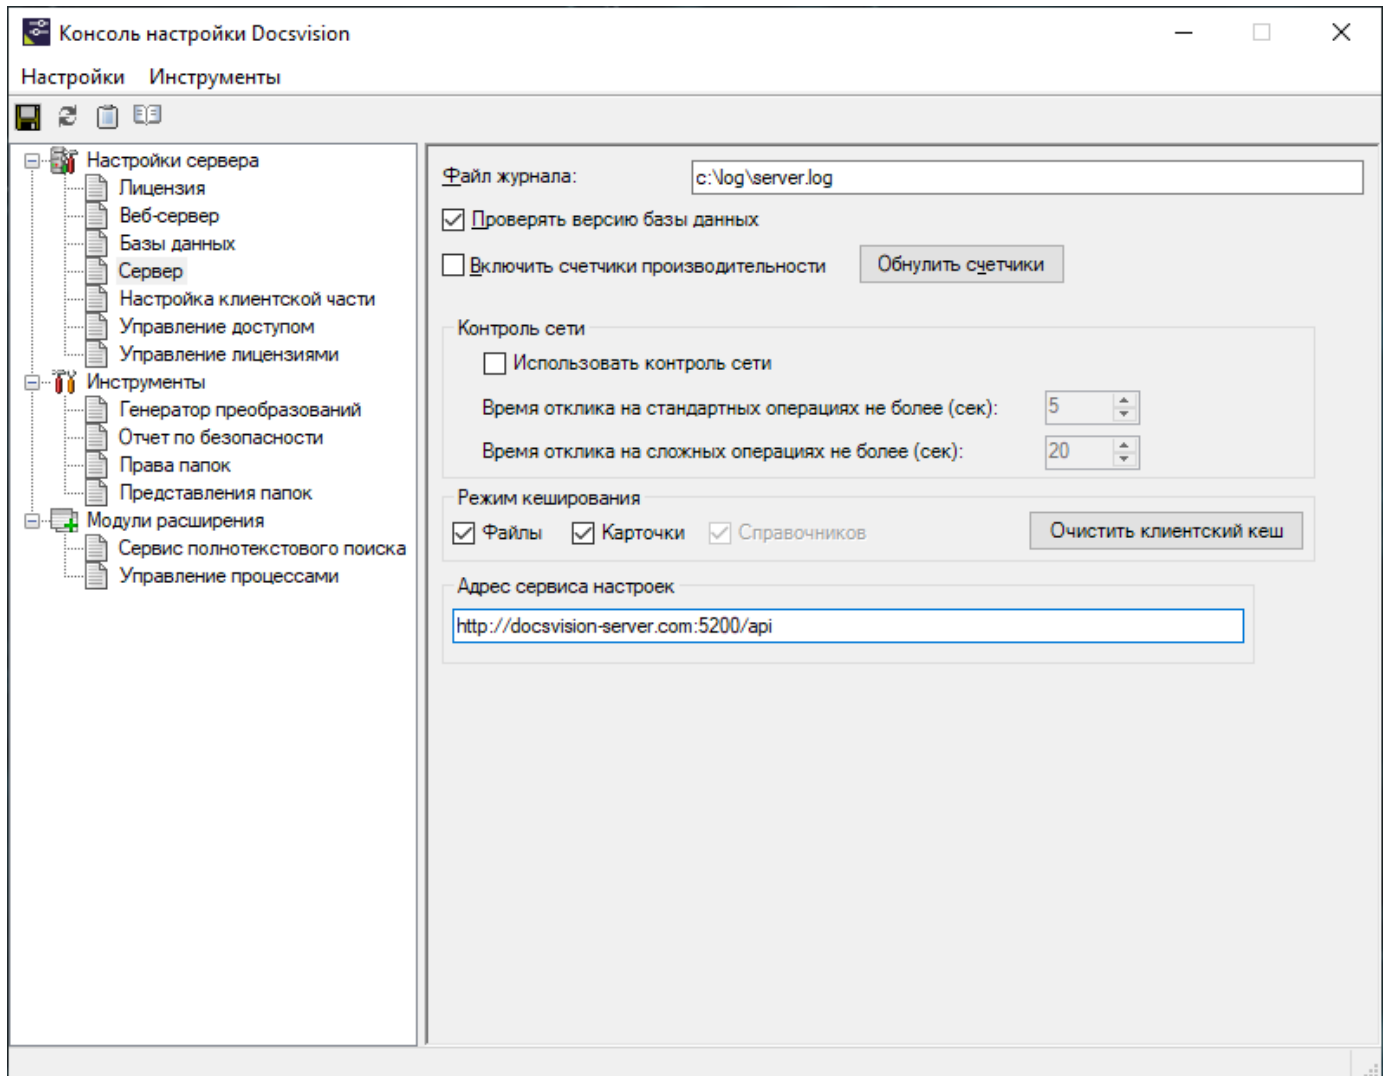 Консоль настройки Docsvision
Настройки Инструменты
Настройки сервера
Лицензия
Веб-сервер
Базы данных
Сервер
Настройка клиентской части
Управление доступом
Управление лицензиями
Инструменты
Генератор преобразований
Отчет по безопасности
Права папок
Представления папок
Модули расширения
Сервис полнотекстового поиска
Управление процессами
Файл журнала: c:\log\server.log
Проверять версию базы данных
Включить счетчики производительности Обнулить счетчики
Контроль сети
Использовать контроль сети
Время отклика на стандартных операциях не более (сек): 5
Время отклика на сложных операциях не более (сек): 20
Режим кеширования
Файлы Карточки Справочников Очистить клиентский кеш
Адрес сервиса настроек
http://docsvision-server.com:5200/api